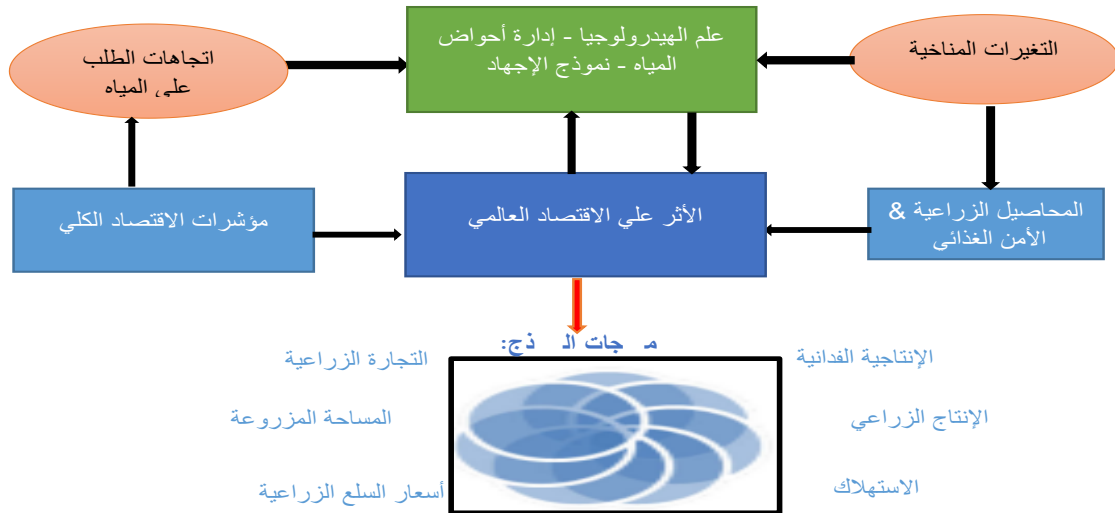 التغيرات المناخية
علم الهيدرولوجيا - إدارة أحواض
المياه - نموذج الإجهاد
اتجاهات الطلب
على المياه
المحاصيل الزراعية &
الأمن الغذائى
الأثر علي الاقتصاد العالمي
مؤشرات الاقتصاد الكلي
الإنتاجية الفدانية
التجارة الزراعية
الإنتاج الزراعي
المساحة المزروعة
الاستهلاك
أسعار السلع الزراعية